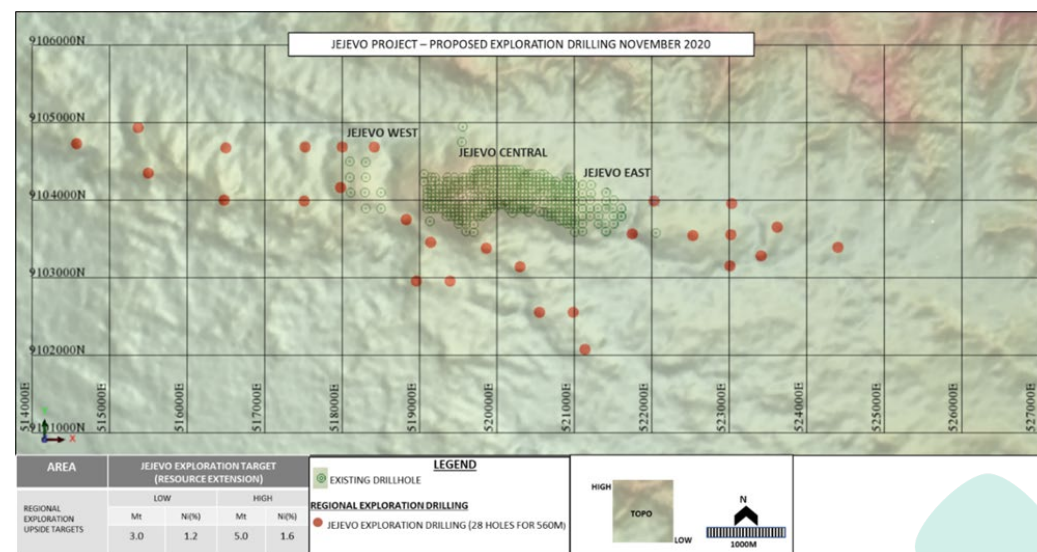 JEJEVO PROJECT – PROPOSED EXPLORATION DRILLING NOVEMBER 2020
9106000N
9105000N
9104000N
9103000N
9102000N
9101000N
JEJEVO WEST
JEJEVO CENTRAL
JEJEVO EAST
514000E
515000E
516000E
517000E
518000E
519000E
520000E
521000E
522000E
523000E
524000E
525000E
526000E
527000E
X
AREA
JEJEVO EXPLORATION TARGET
(RESOURCE EXTENSION)
LOW HIGH
REGIONAL
EXPLORATION
UPSIDE TARGETS
Mt Ni(%) Mt Ni(%)
3.0 1.2 5.0 1.6
LEGEND
EXISTING DRILLHOLE
REGIONAL EXPLORATION DRILLING
JEJEVO EXPLORATION DRILLING (28 HOLES FOR 560M)
HIGH
TOPO
LOW
N
1000M